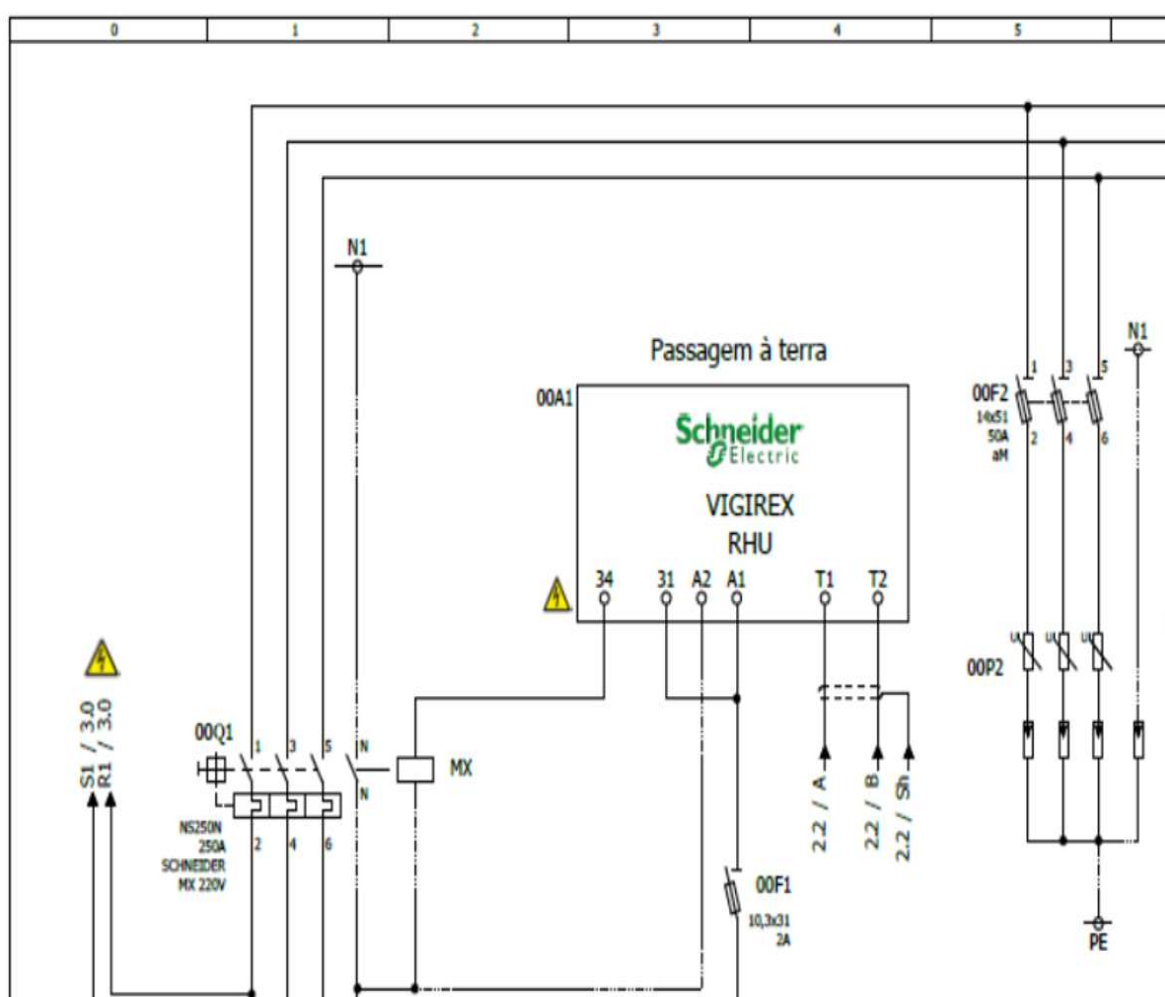 0 1 2 3 4 5
N1
N1
Passagem à terra
00A1
Schneider
Electric
VIGIREX
RHU
34 31 A2 A1 T1 T2
00F2
14x51
50A
aM
1 3 5
2 4 6
00P2
U U U
S1 / 3.0
R1 / 3.0
00Q1
1 3 5 N
N
2 4 6
MX
NS250N
250A
SCHNEIDER
MX 220V
2.2 / A
2.2 / B
2.2 / Sh
00F1
10,3x31
2A
PE